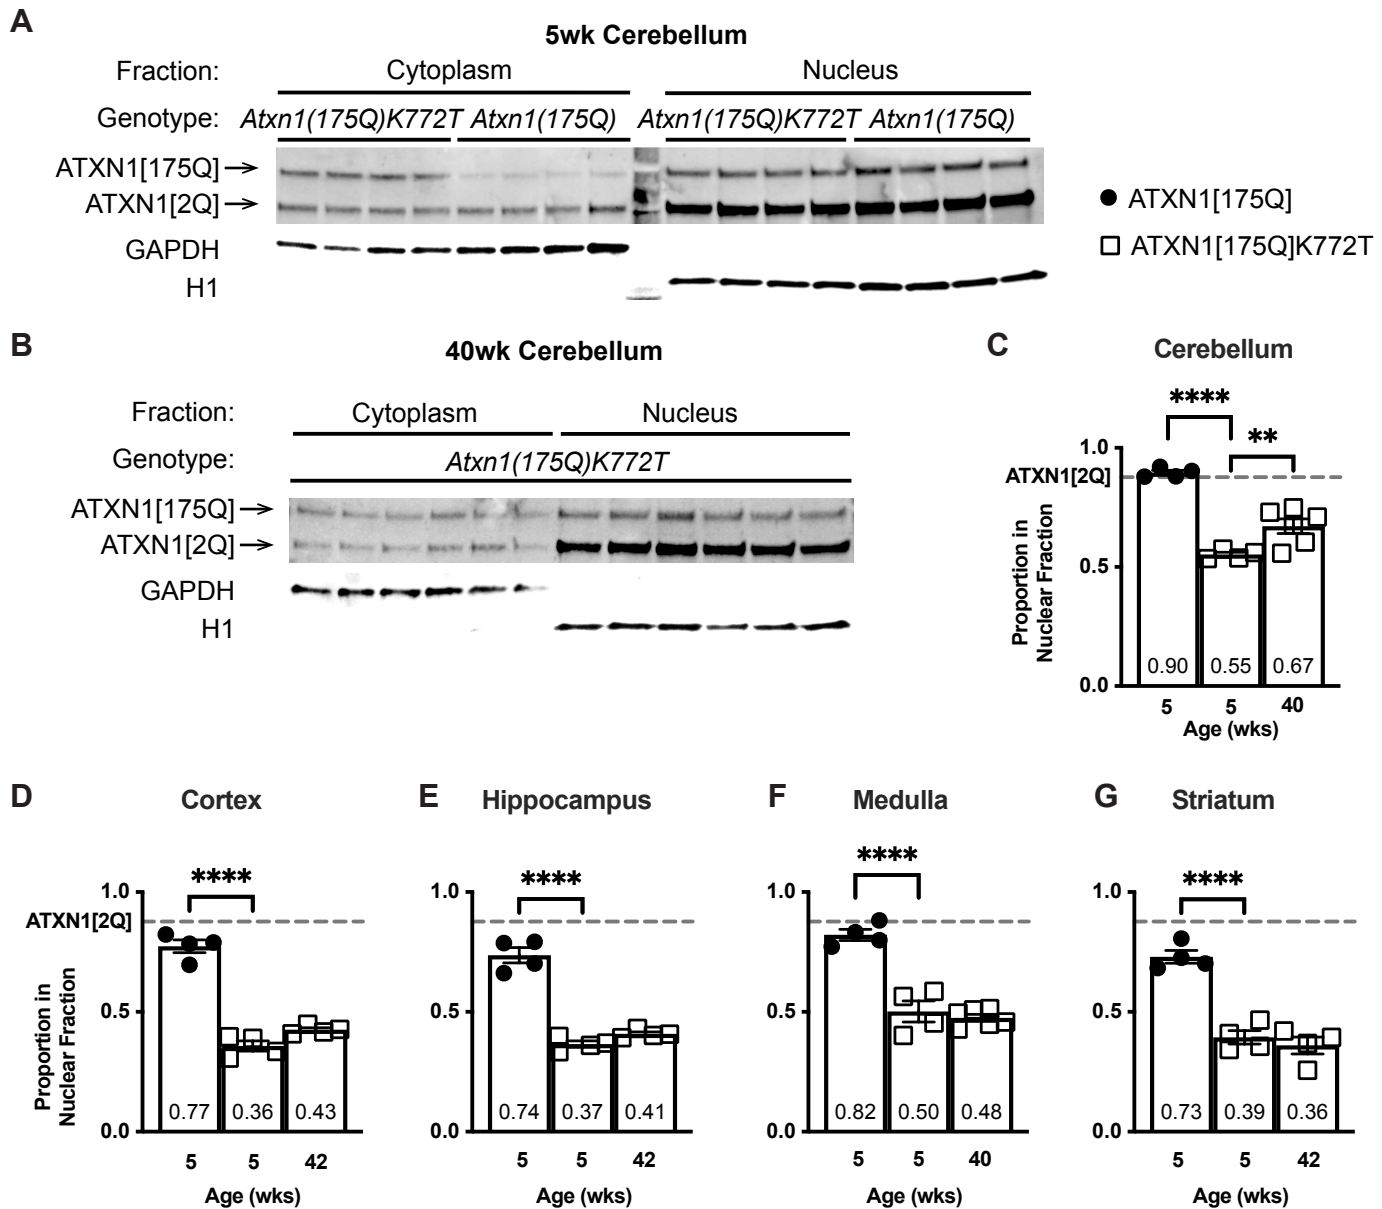 A
5wk Cerebellum
Fraction: Cytoplasm Nucleus
Genotype: Atxn1(175Q)K772T Atxn1(175Q) Atxn1(175Q)K772T Atxn1(175Q)
ATXN1[175Q]
ATXN1[2Q]
GAPDH
H1
ATXN1[175Q]
ATXN1[175Q]K772T
B
40wk Cerebellum
Fraction: Cytoplasm Nucleus
Genotype: Atxn1(175Q)K772T
ATXN1[175Q]
ATXN1[2Q]
GAPDH
H1
C
Cerebellum
**** **
1.0
ATXN1[2Q]
0.5
0.0
Proportion in
Nuclear Fraction
0.90 0.55 0.67
5 5 40
Age (wks)
D
Cortex
****
1.0
ATXN1[2Q]
0.5
0.0
Proportion in
Nuclear Fraction
0.77 0.36 0.43
5 5 42
Age (wks)
E
Hippocampus
****
1.0
0.5
0.0
0.74 0.37 0.41
5 5 42
Age (wks)
F
Medulla
****
1.0
0.5
0.0
0.82 0.50 0.48
5 5 40
Age (wks)
G
Striatum
****
1.0
0.5
0.0
0.73 0.39 0.36
5 5 42
Age (wks)